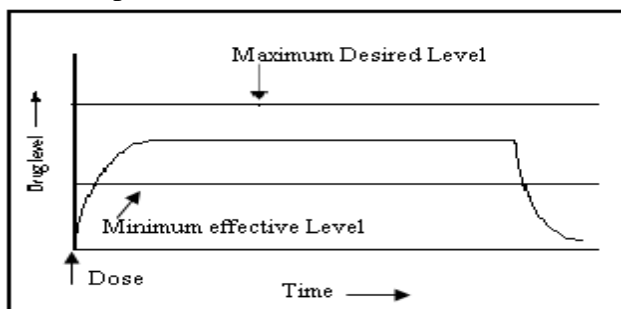 Maximum Desired Level
Drug level
Minimum effective Level
Dose
Time